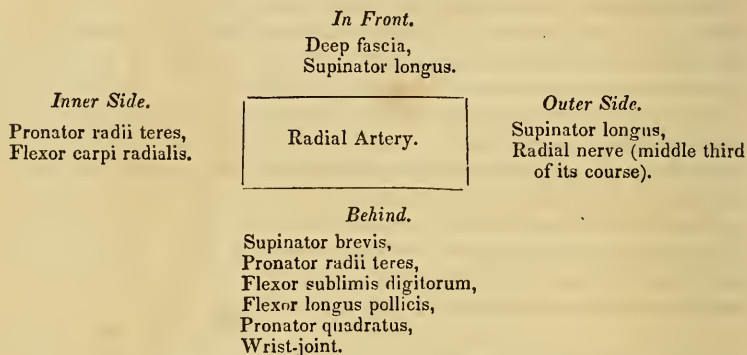 In Front.
Deep fascia,
Supinator longus.
Inner Side.
Pronator radii teres,
Flexor carpi radialis.
Radial Artery.
Outer Side.
Supinator longus,
Radial nerve (middle third
of its course).
Behind.
Supinator brevis,
Pronator radii teres,
Flexor sublimis digitorum,
Flexor longus pollicis,
Pronator quadratus,
Wrist-joint.